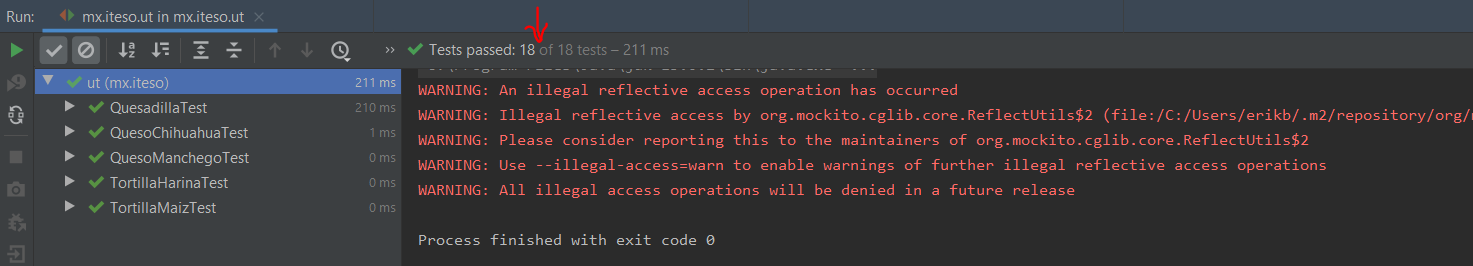 Run: mx.iteso.ut in mx.iteso.ut
Tests passed: 18 of 18 tests – 211 ms
ut (mx.iteso) 211 ms
QuesadillaTest 210 ms
QuesoChihuahuaTest 1 ms
QuesoManchegoTest 0 ms
TortillaHarinaTest 0 ms
TortillaMaizTest 0 ms
WARNING: An illegal reflective access operation has occurred
WARNING: Illegal reflective access by org.mockito.cglib.core.ReflectUtils$2 (file:/C:/Users/erikb/.m2/repository/org/
WARNING: Please consider reporting this to the maintainers of org.mockito.cglib.core.ReflectUtils$2
WARNING: Use --illegal-access=warn to enable warnings of further illegal reflective access operations
WARNING: All illegal access operations will be denied in a future release
Process finished with exit code 0